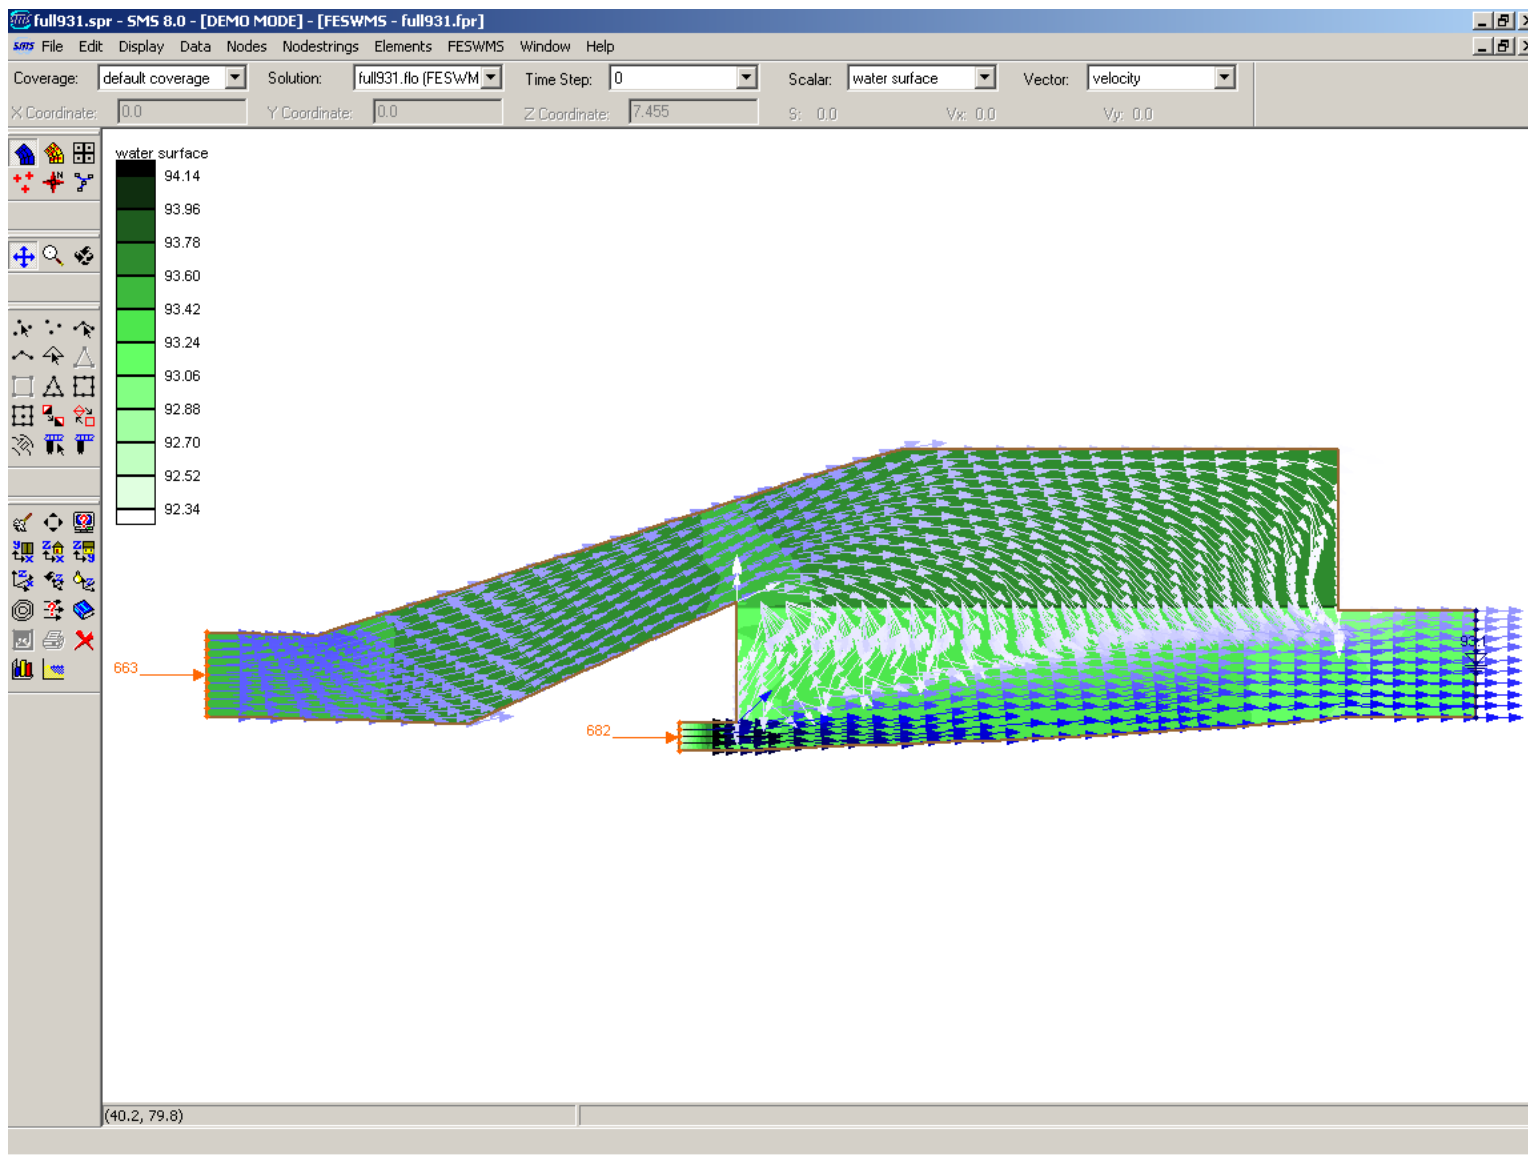 full931.spr - SMS 8.0 - [DEMO MODE] - [FESWMS - full931.fpr]
sms File Edit Display Data Nodes Nodestrings Elements FESWMS Window Help
Coverage: default coverage Solution: full931.flo (FESWM Time Step: 0 Scalar: water surface Vector: velocity
X Coordinate: 0.0 Y Coordinate: 0.0 Z Coordinate: 7.455 S: 0.0 Vx: 0.0 Vy: 0.0
water surface
94.14
93.96
93.78
93.60
93.42
93.24
93.06
92.88
92.70
92.52
92.34
663
682
(40.2, 79.8)